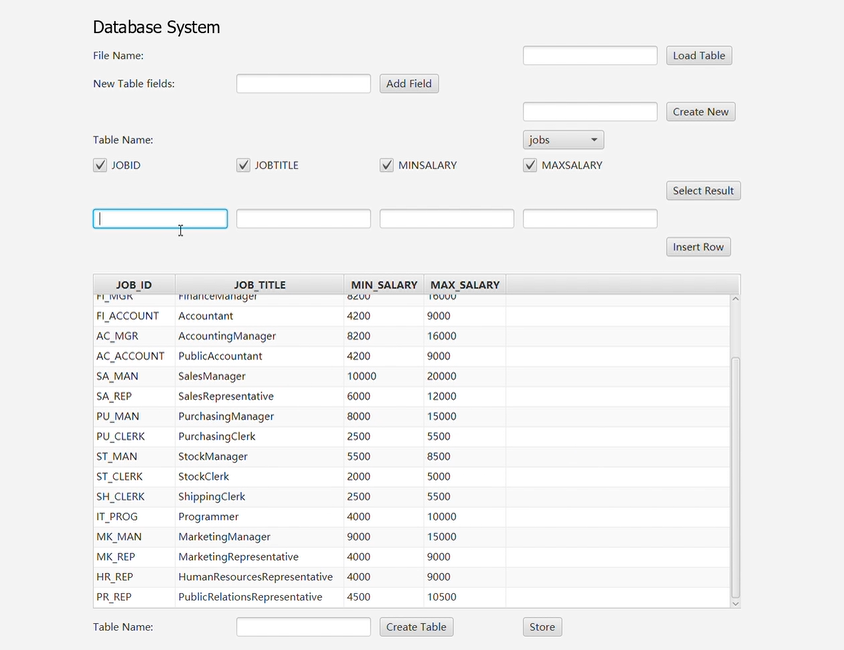 Database System
File Name: Load Table
New Table fields: Add Field
Create New
Table Name: jobs
JOBID JOBTITLE MINSALARY MAXSALARY
Select Result
Insert Row
JOB_ID JOB_TITLE MIN_SALARY MAX_SALARY
FI_MGR FinanceManager 8200 16000
FI_ACCOUNT Accountant 4200 9000
AC_MGR AccountingManager 8200 16000
AC_ACCOUNT PublicAccountant 4200 9000
SA_MAN SalesManager 10000 20000
SA_REP SalesRepresentative 6000 12000
PU_MAN PurchasingManager 8000 15000
PU_CLERK PurchasingClerk 2500 5500
ST_MAN StockManager 5500 8500
ST_CLERK StockClerk 2000 5000
SH_CLERK ShippingClerk 2500 5500
IT_PROG Programmer 4000 10000
MK_MAN MarketingManager 9000 15000
MK_REP MarketingRepresentative 4000 9000
HR_REP HumanResourcesRepresentative 4000 9000
PR_REP PublicRelationsRepresentative 4500 10500
Table Name: Create Table Store